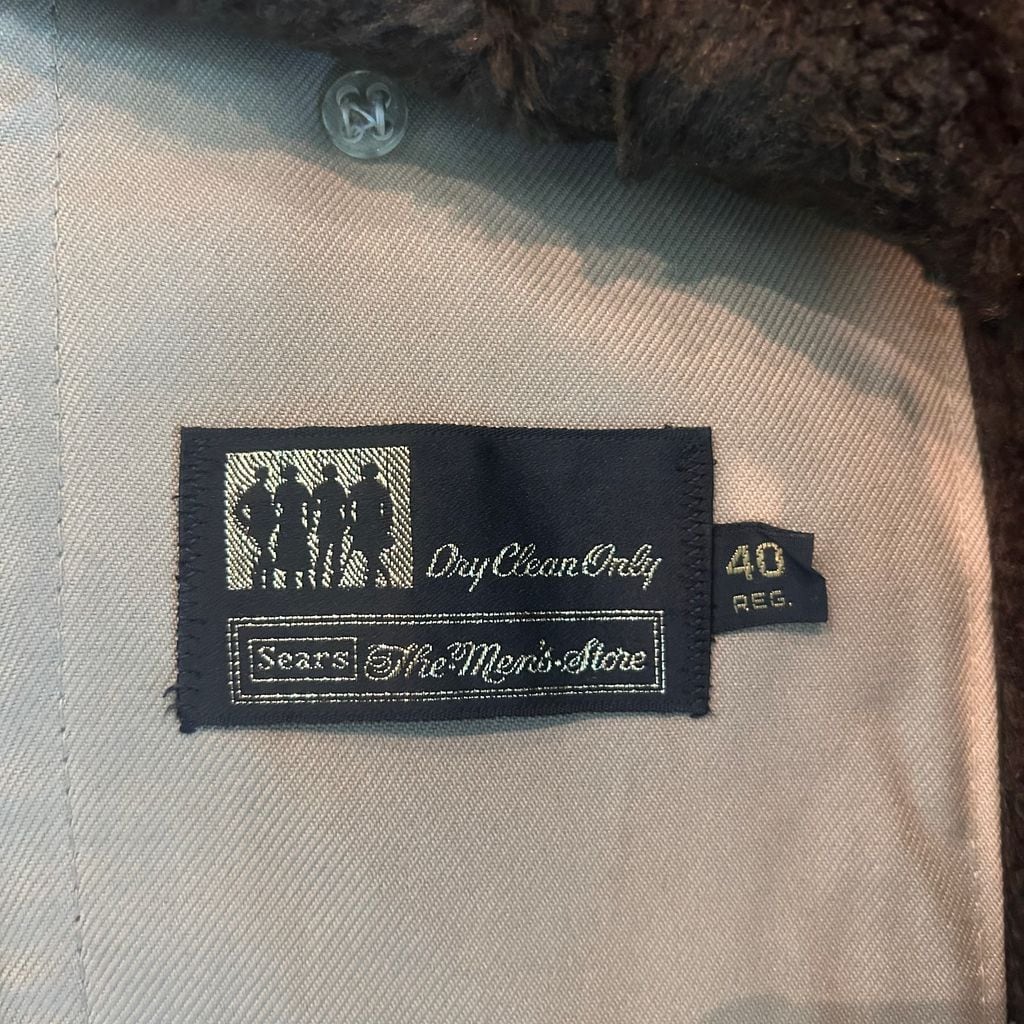 Dry Clean Only
Sears The Men's Store
40
REG.